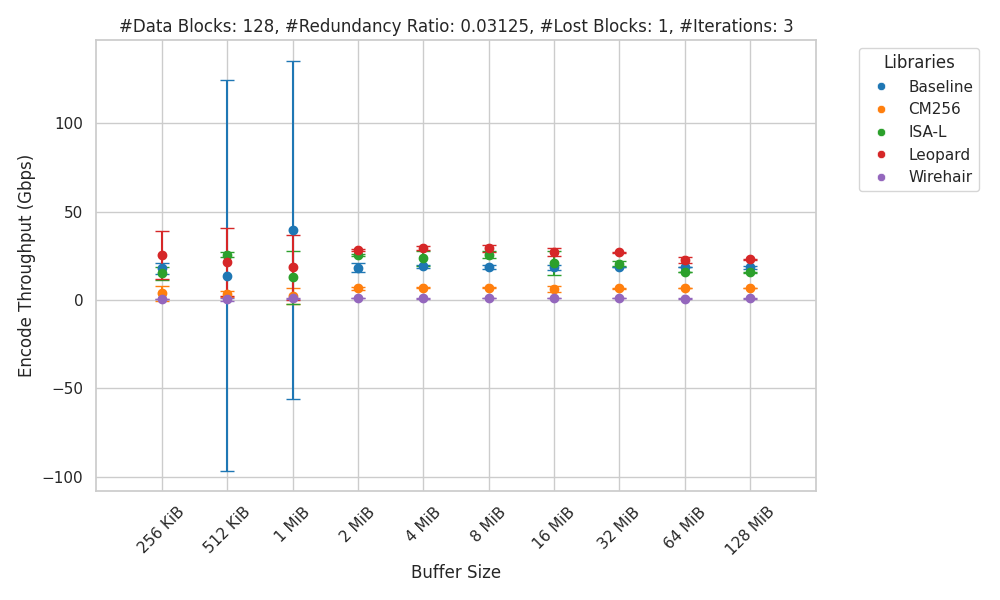 #Data Blocks: 128, #Redundancy Ratio: 0.03125, #Lost Blocks: 1, #Iterations: 3
Encode Throughput (Gbps)
100
50
0
−50
−100
256 KiB
512 KiB
1 MiB
2 MiB
4 MiB
8 MiB
16 MiB
32 MiB
64 MiB
128 MiB
Buffer Size
Libraries
Baseline
CM256
ISA-L
Leopard
Wirehair